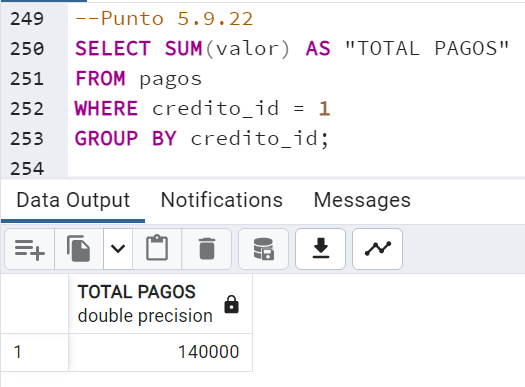 249 --Punto 5.9.22
250 SELECT SUM(valor) AS "TOTAL PAGOS"
251 FROM pagos
252 WHERE credito_id = 1
253 GROUP BY credito_id;
254
Data Output Notifications Messages
TOTAL PAGOS
double precision
1 140000